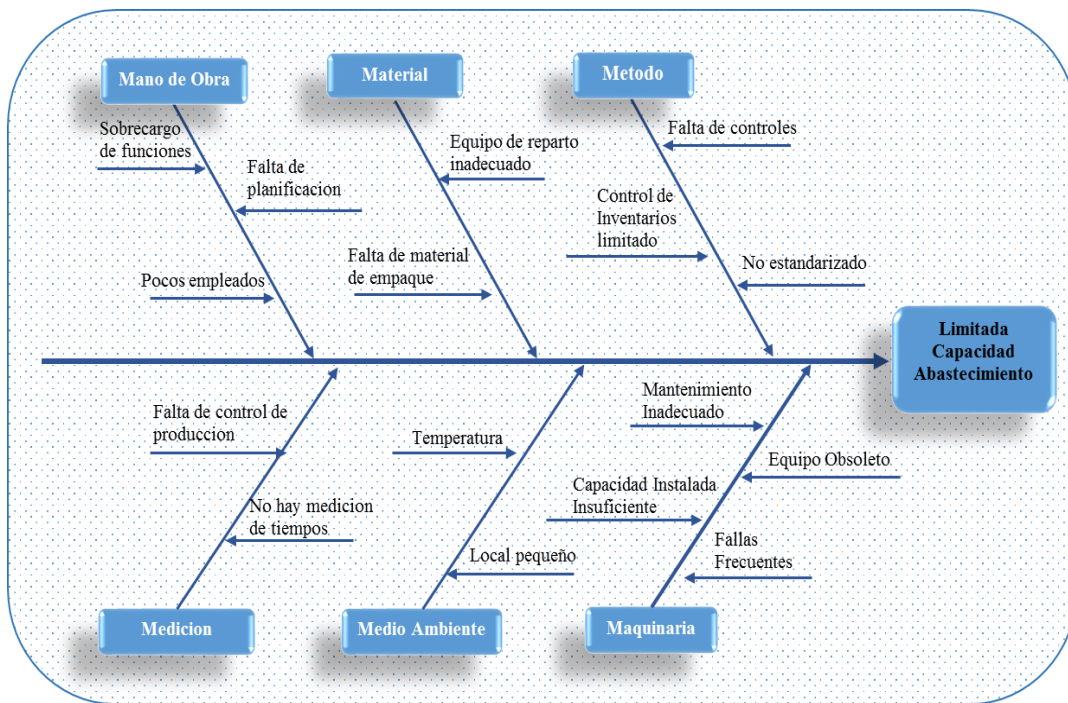 Mano de Obra
Material
Metodo
Sobrecargo
de funciones
Falta de
planificacion
Pocos empleados
Equipo de reparto
inadecuado
Falta de material
de empaque
Falta de controles
Control de
Inventarios
limitado
No estandarizado
Limitada
Capacidad
Abastecimiento
Falta de control de
produccion
No hay medicion
de tiempos
Temperatura
Local pequeño
Mantenimiento
Inadecuado
Equipo Obsoleto
Capacidad Instalada
Insuficiente
Fallas
Frecuentes
Medicion
Medio Ambiente
Maquinaria